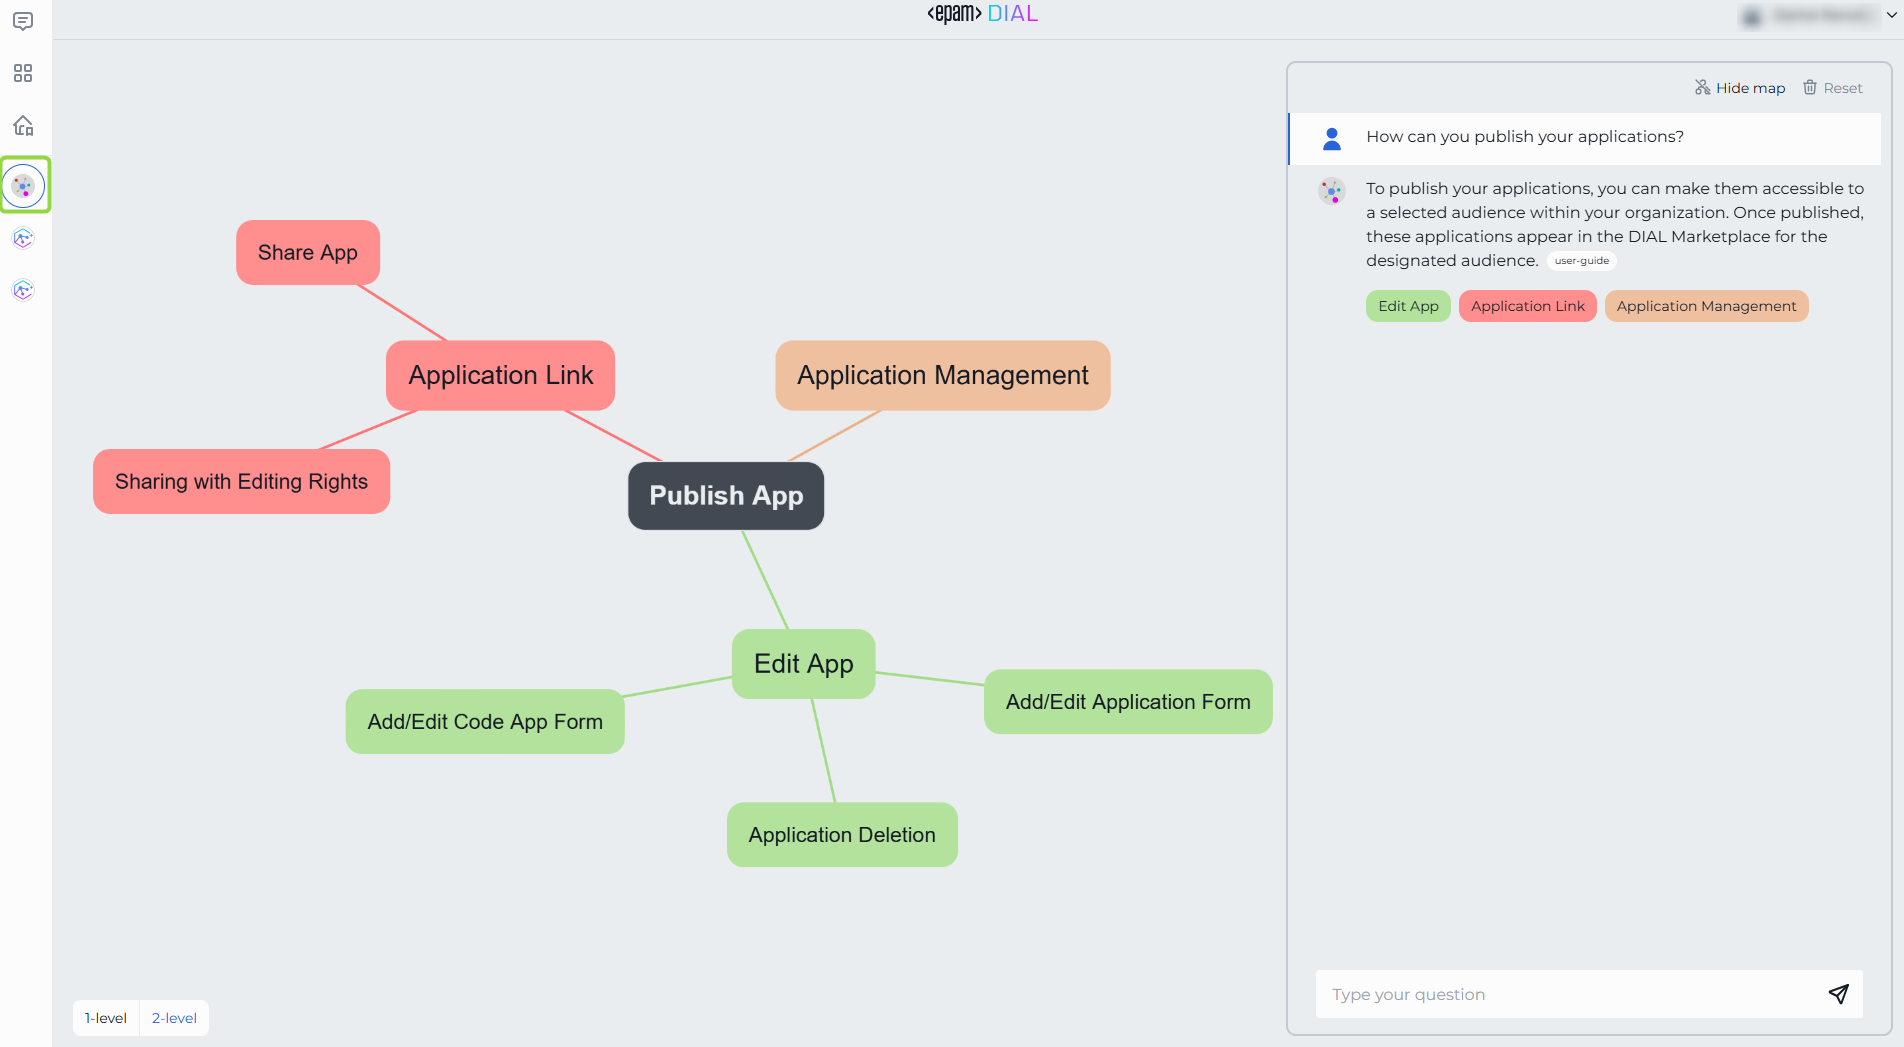 <epam> DIAL
Hide map
Reset
How can you publish your applications?
To publish your applications, you can make them accessible to
a selected audience within your organization. Once published,
these applications appear in the DIAL Marketplace for the
designated audience. user-guide
Edit App
Application Link
Application Management
Share App
Application Link
Application Management
Sharing with Editing Rights
Publish App
Edit App
Add/Edit Code App Form
Add/Edit Application Form
Application Deletion
1-level
2-level
Type your question